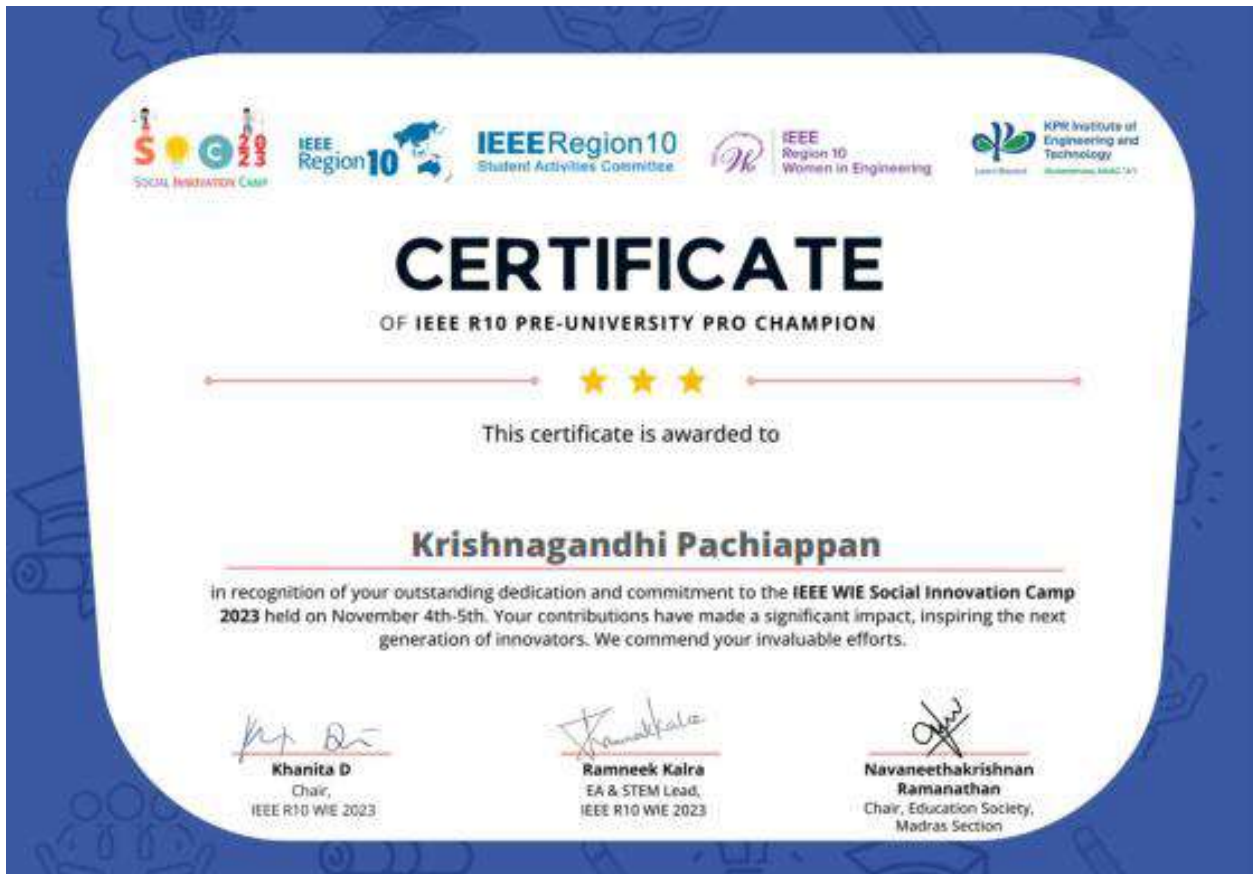 SOC 2023
SOCIAL INNOVATION CAMP
IEEE
Region 10
IEEE Region 10
Student Activities Committee
IEEE
Region 10
Women in Engineering
KPR Institute of
Engineering and
Technology
Learn Beyond
CERTIFICATE
OF IEEE R10 PRE-UNIVERSITY PRO CHAMPION
This certificate is awarded to
Krishnagandhi Pachiappan
in recognition of your outstanding dedication and commitment to the IEEE WIE Social Innovation Camp
2023 held on November 4th-5th. Your contributions have made a significant impact, inspiring the next
generation of innovators. We commend your invaluable efforts.
Khanita D
Chair,
IEEE R10 WIE 2023
Ramneek Kalra
EA & STEM Lead,
IEEE R10 WIE 2023
Navaneethakrishnan
Ramanathan
Chair, Education Society,
Madras Section